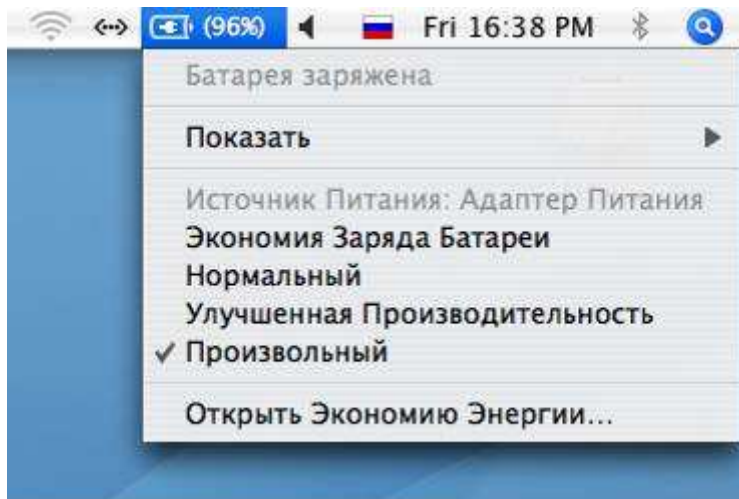 (96%) Fri 16:38 PM
Батарея заряжена
Показать
Источник Питания: Адаптер Питания
Экономия Заряда Батареи
Нормальный
Улучшенная Производительность
Произвольный
Открыть Экономию Энергии...